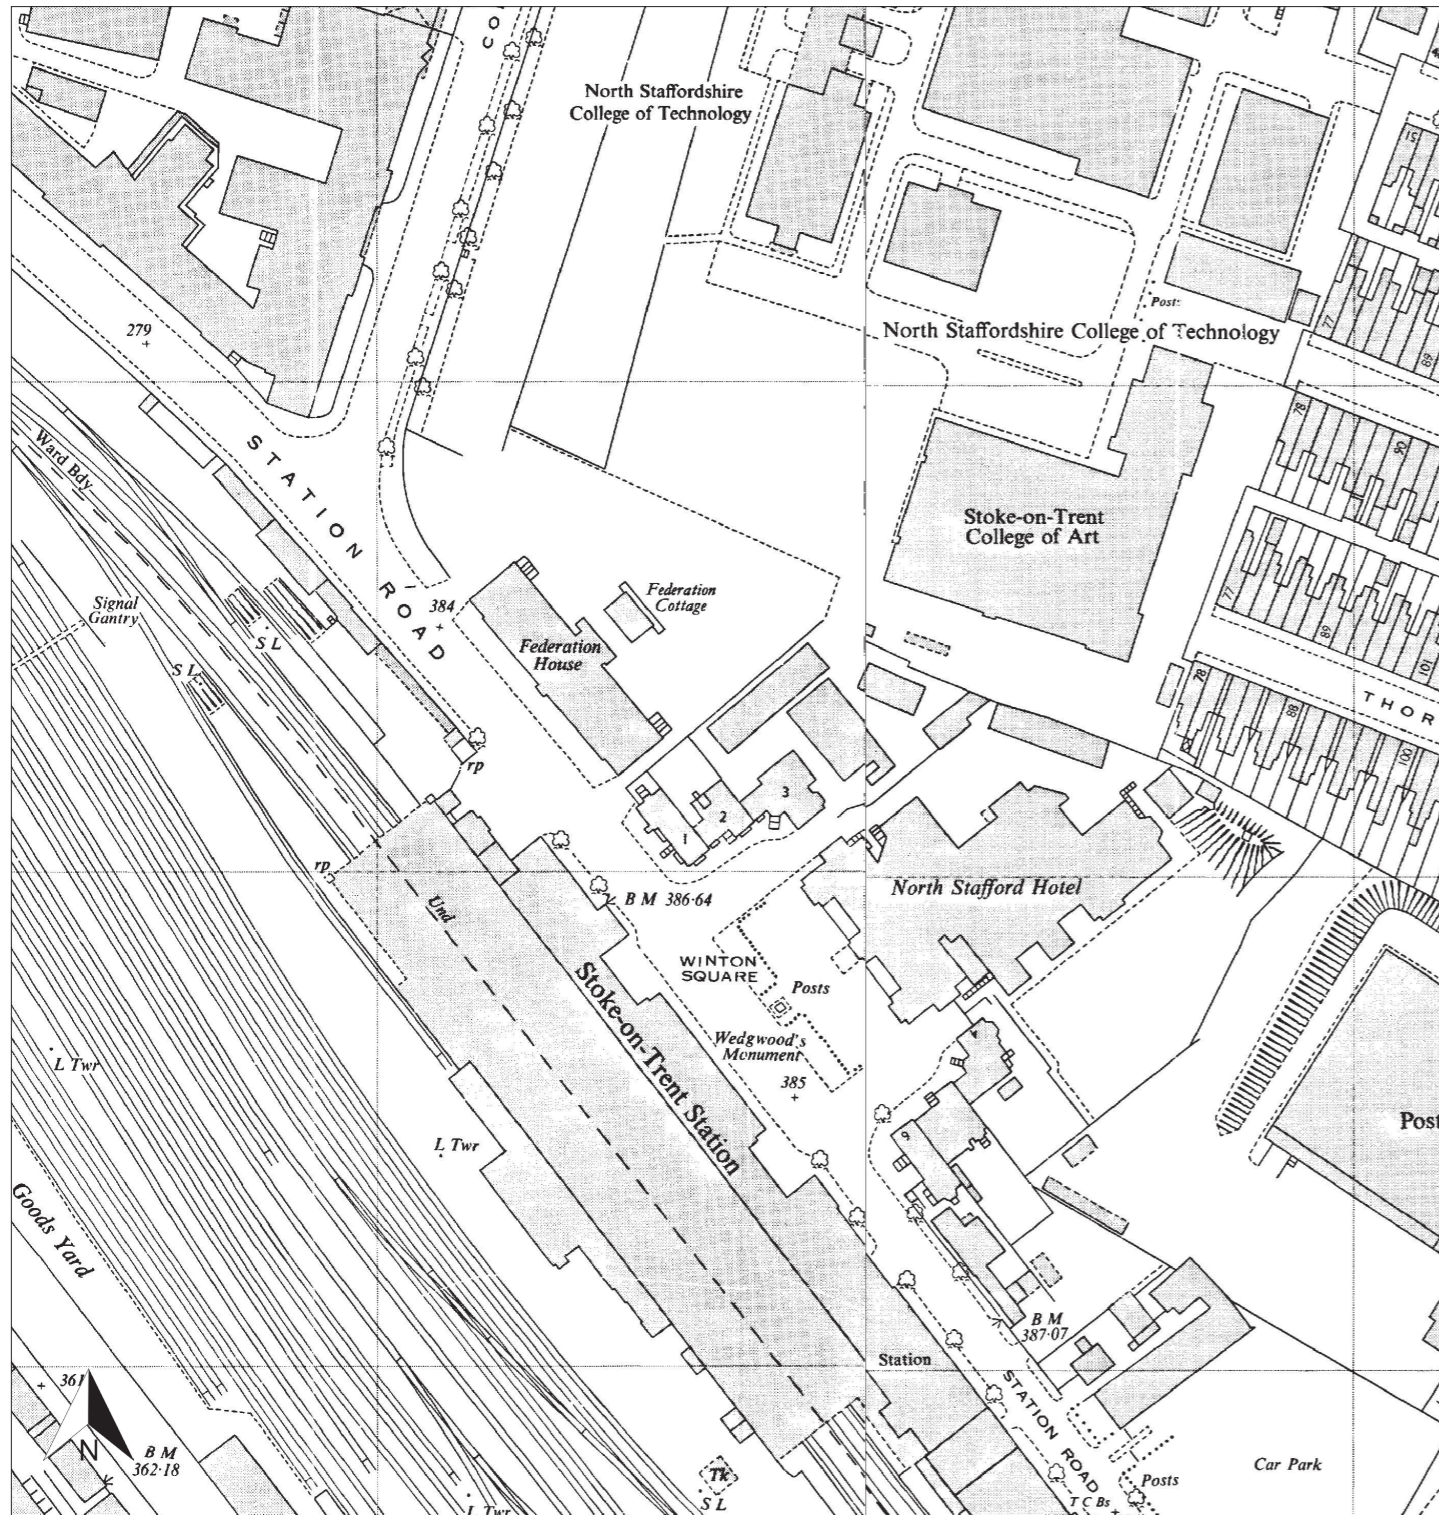 CO
North Staffordshire
College of Technology
15
279
Posts
North Staffordshire College of Technology
77
89
78
90
STATION ROAD
Ward Bdy
Stoke-on-Trent
College of Art
Signal
Gantry
384
Federation
Cottage
S L
Federation
House
S L
77
89
101
78
88
100
THOR
rp
3
2
1
rp
B M 386·64
Und
North Stafford Hotel
WINTON
SQUARE
Posts
Stoke-on-Trent Station
Wedgwood's
Monument
385
4
L Twr
L Twr
9
Post
Goods Yard
B M
387·07
Station
STATION ROAD
361
N
B M
362·18
Tk
S L
L Twr
Car Park
Posts
T C Bs